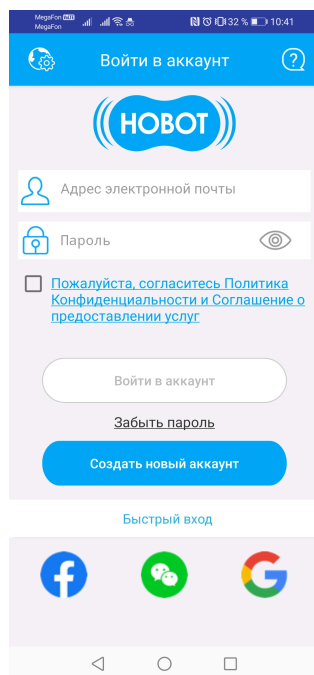 MegaFon VoWiFi
MegaFon
32 % 10:41
Войти в аккаунт
HOBOT
Адрес электронной почты
Пароль
Пожалуйста, согласитесь Политика
Конфиденциальности и Соглашение о
предоставлении услуг
Войти в аккаунт
Забыть пароль
Создать новый аккаунт
Быстрый вход